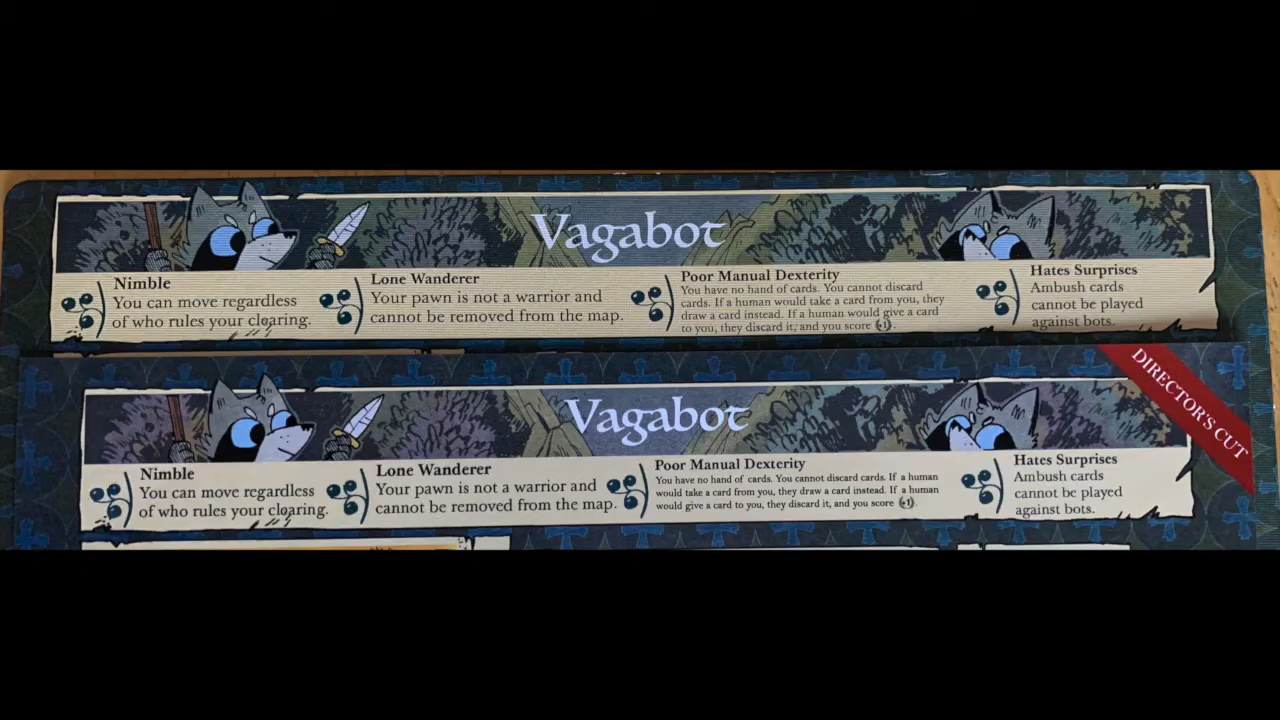 Vagabot
Nimble
You can move regardless
of who rules your clearing.
Lone Wanderer
Your pawn is not a warrior and
cannot be removed from the map.
Poor Manual Dexterity
You have no hand of cards. You cannot discard
cards. If a human would take a card from you, they
draw a card instead. If a human would give a card
to you, they discard it, and you score +1.
Hates Surprises
Ambush cards
cannot be played
against bots.
DIRECTOR'S CUT
Vagabot
Nimble
You can move regardless
of who rules your clearing.
Lone Wanderer
Your pawn is not a warrior and
cannot be removed from the map.
Poor Manual Dexterity
You have no hand of cards. You cannot discard cards. If a human
would take a card from you, they draw a card instead. If a human
would give a card to you, they discard it, and you score +1.
Hates Surprises
Ambush cards
cannot be played
against bots.